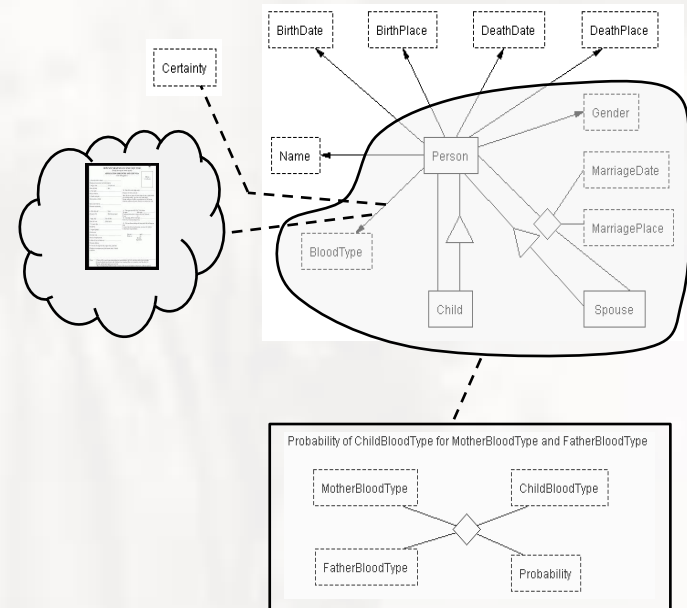 BirthDate
BirthPlace
DeathDate
DeathPlace
Certainty
Gender
Name
Person
MarriageDate
MarriagePlace
BloodType
Child
Spouse
Probability of ChildBloodType for MotherBloodType and FatherBloodType
MotherBloodType
ChildBloodType
FatherBloodType
Probability